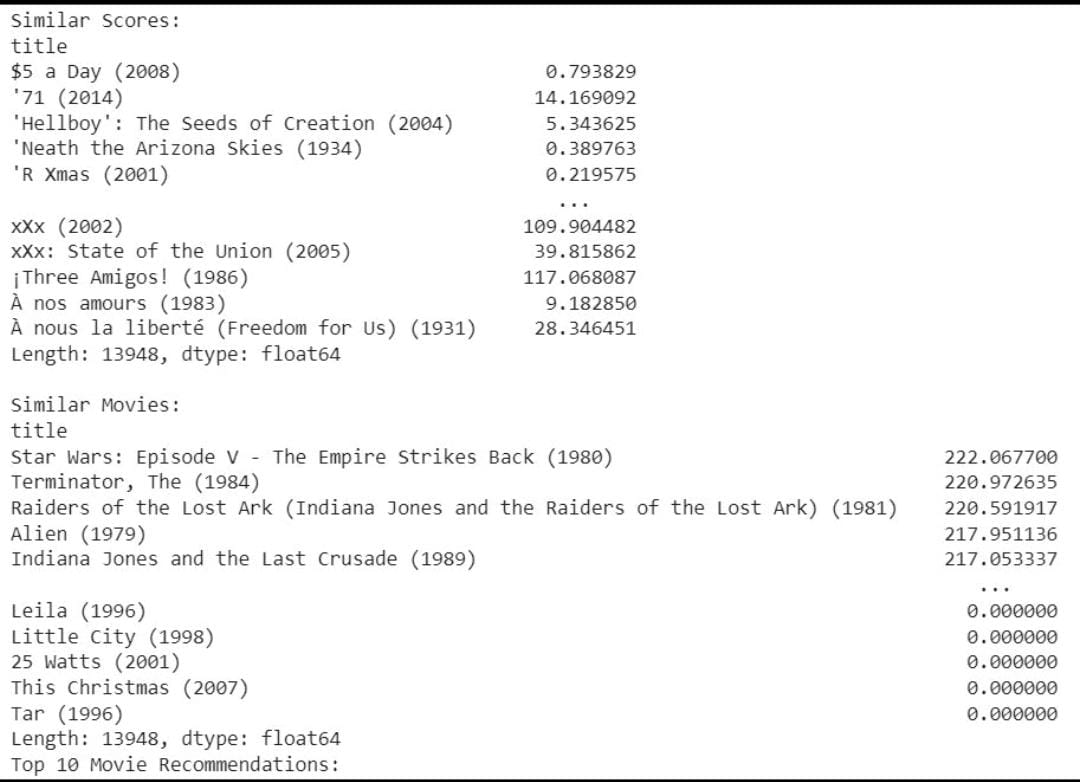 Similar Scores:
title
$5 a Day (2008) 0.793829
'71 (2014) 14.169092
'Hellboy': The Seeds of Creation (2004) 5.343625
'Neath the Arizona Skies (1934) 0.389763
'R Xmas (2001) 0.219575
...
xXx (2002) 109.904482
xXx: State of the Union (2005) 39.815862
¡Three Amigos! (1986) 117.068087
À nos amours (1983) 9.182850
À nous la liberté (Freedom for Us) (1931) 28.346451
Length: 13948, dtype: float64
Similar Movies:
title
Star Wars: Episode V - The Empire Strikes Back (1980) 222.067700
Terminator, The (1984) 220.972635
Raiders of the Lost Ark (Indiana Jones and the Raiders of the Lost Ark) (1981) 220.591917
Alien (1979) 217.951136
Indiana Jones and the Last Crusade (1989) 217.053337
...
Leila (1996) 0.000000
Little City (1998) 0.000000
25 Watts (2001) 0.000000
This Christmas (2007) 0.000000
Tar (1996) 0.000000
Length: 13948, dtype: float64
Top 10 Movie Recommendations: